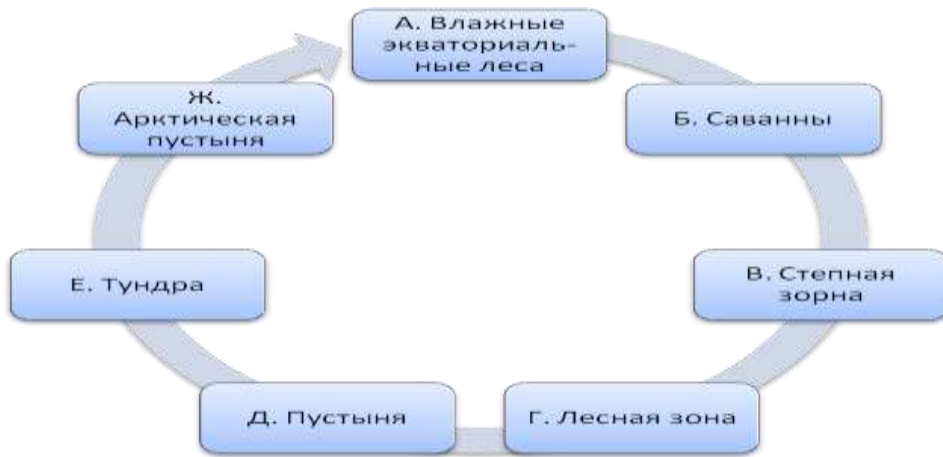 А. Влажные
экваториаль-
ные леса
Б. Саванны
В. Степная
зорна
Г. Лесная зона
Д. Пустыня
Е. Тундра
Ж.
Арктическая
пустыня